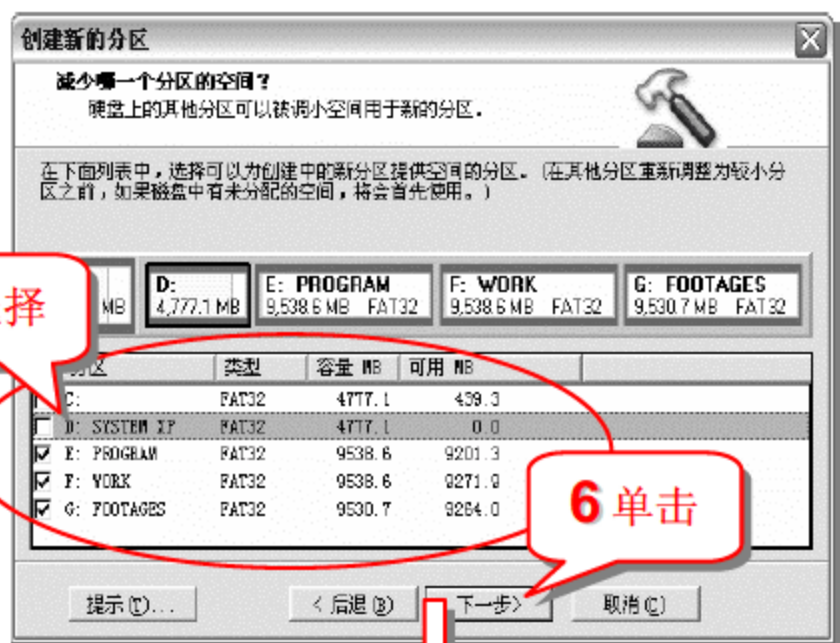 创建新的分区
减少哪一个分区的空间?
硬盘上的其他分区可以被调小空间用于新的分区.
在下面列表中,选择可以为创建中的新分区提供空间的分区. (在其他分区重新调整为较小分
区之前,如果磁盘中有未分配的空间,将会首先使用。)
MB
D:
4,777.1 MB
E: PROGRAM
9,538.6 MB FAT32
F: WORK
9,538.6 MB FAT32
G: FOOTAGES
9,530.7 MB FAT32
择
区 类型 容量 MB 可用 MB
C: FAT32 4777.1 439.3
D: SYSTEM XP FAT32 4777.1 0.0
E: PROGRAM FAT32 9538.6 9201.3
F: WORK FAT32 9538.6 9271.9
G: FOOTAGES FAT32 9530.7 9264.0
6 单击
提示(T)...
< 后退(B)
下一步>
取消(C)